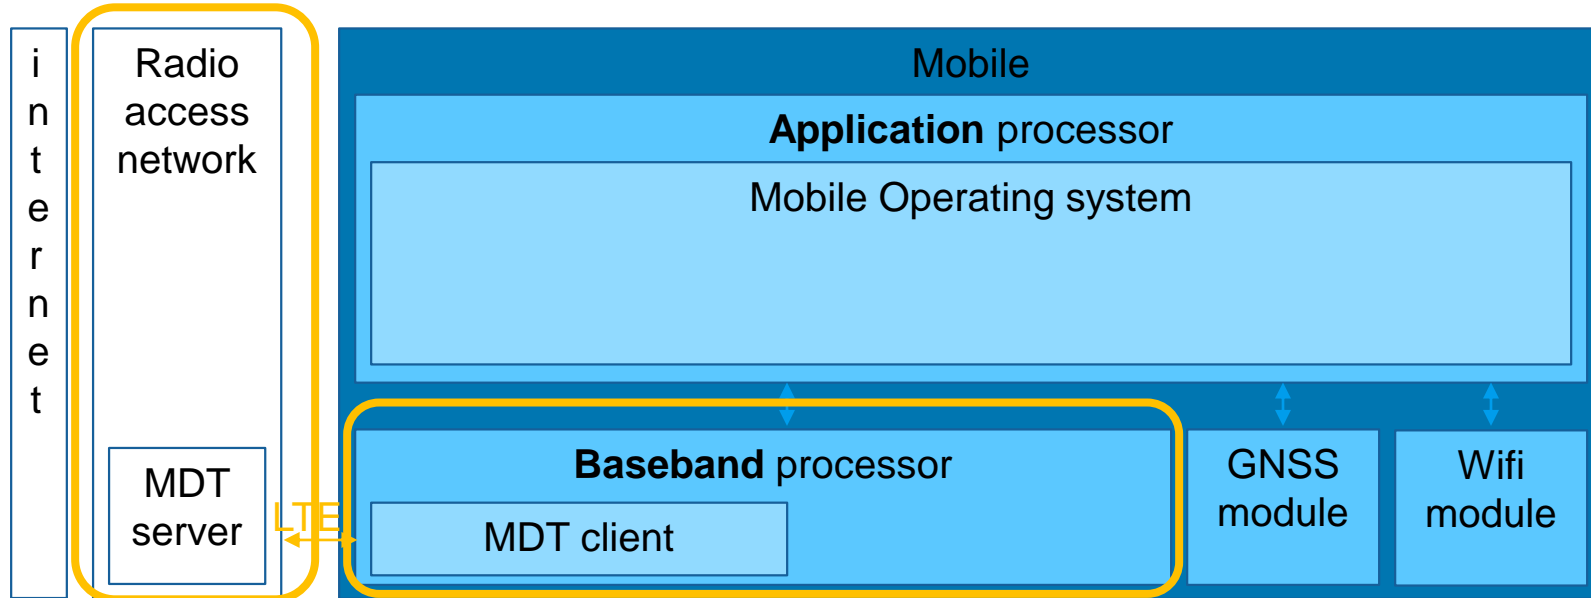 internet
Radio
access
network
MDT
server
LTE
Mobile
Application processor
Mobile Operating system
Baseband processor
MDT client
GNSS
module
Wifi
module